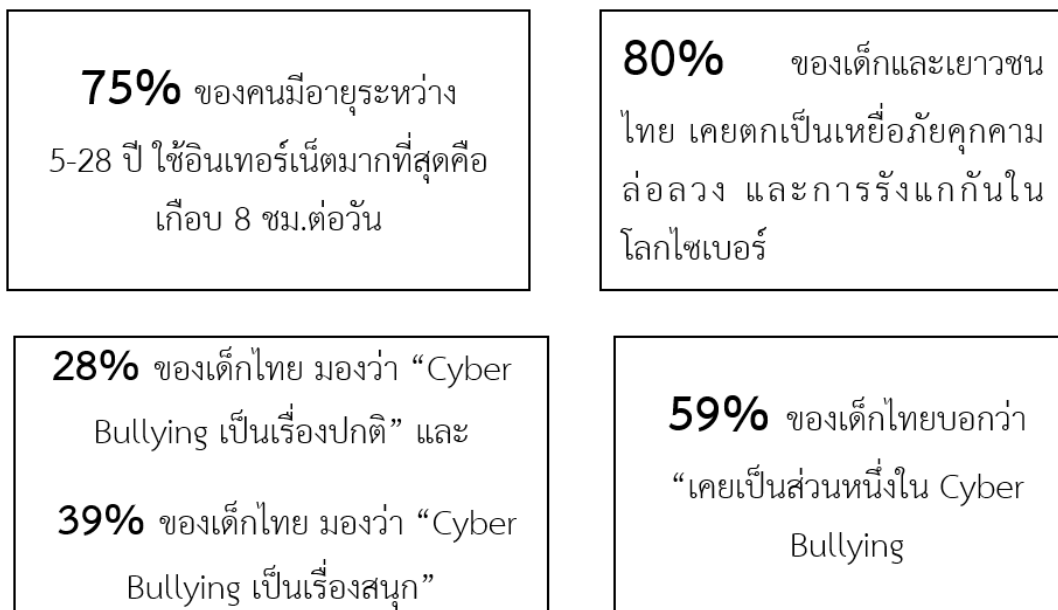 75% ของคนมีอายุระหว่าง
5-28 ปี ใช้อินเทอร์เน็ตมากที่สุดคือ
เกือบ 8 ชม.ต่อวัน
80% ของเด็กและเยาวชน
ไทย เคยตกเป็นเหยื่อภัยคุกคาม
ล่อลวง และการรังแกกันใน
โลกไซเบอร์
28% ของเด็กไทย มองว่า “Cyber
Bullying เป็นเรื่องปกติ” และ
39% ของเด็กไทย มองว่า “Cyber
Bullying เป็นเรื่องสนุก”
59% ของเด็กไทยบอกว่า
“เคยเป็นส่วนหนึ่งใน Cyber
Bullying